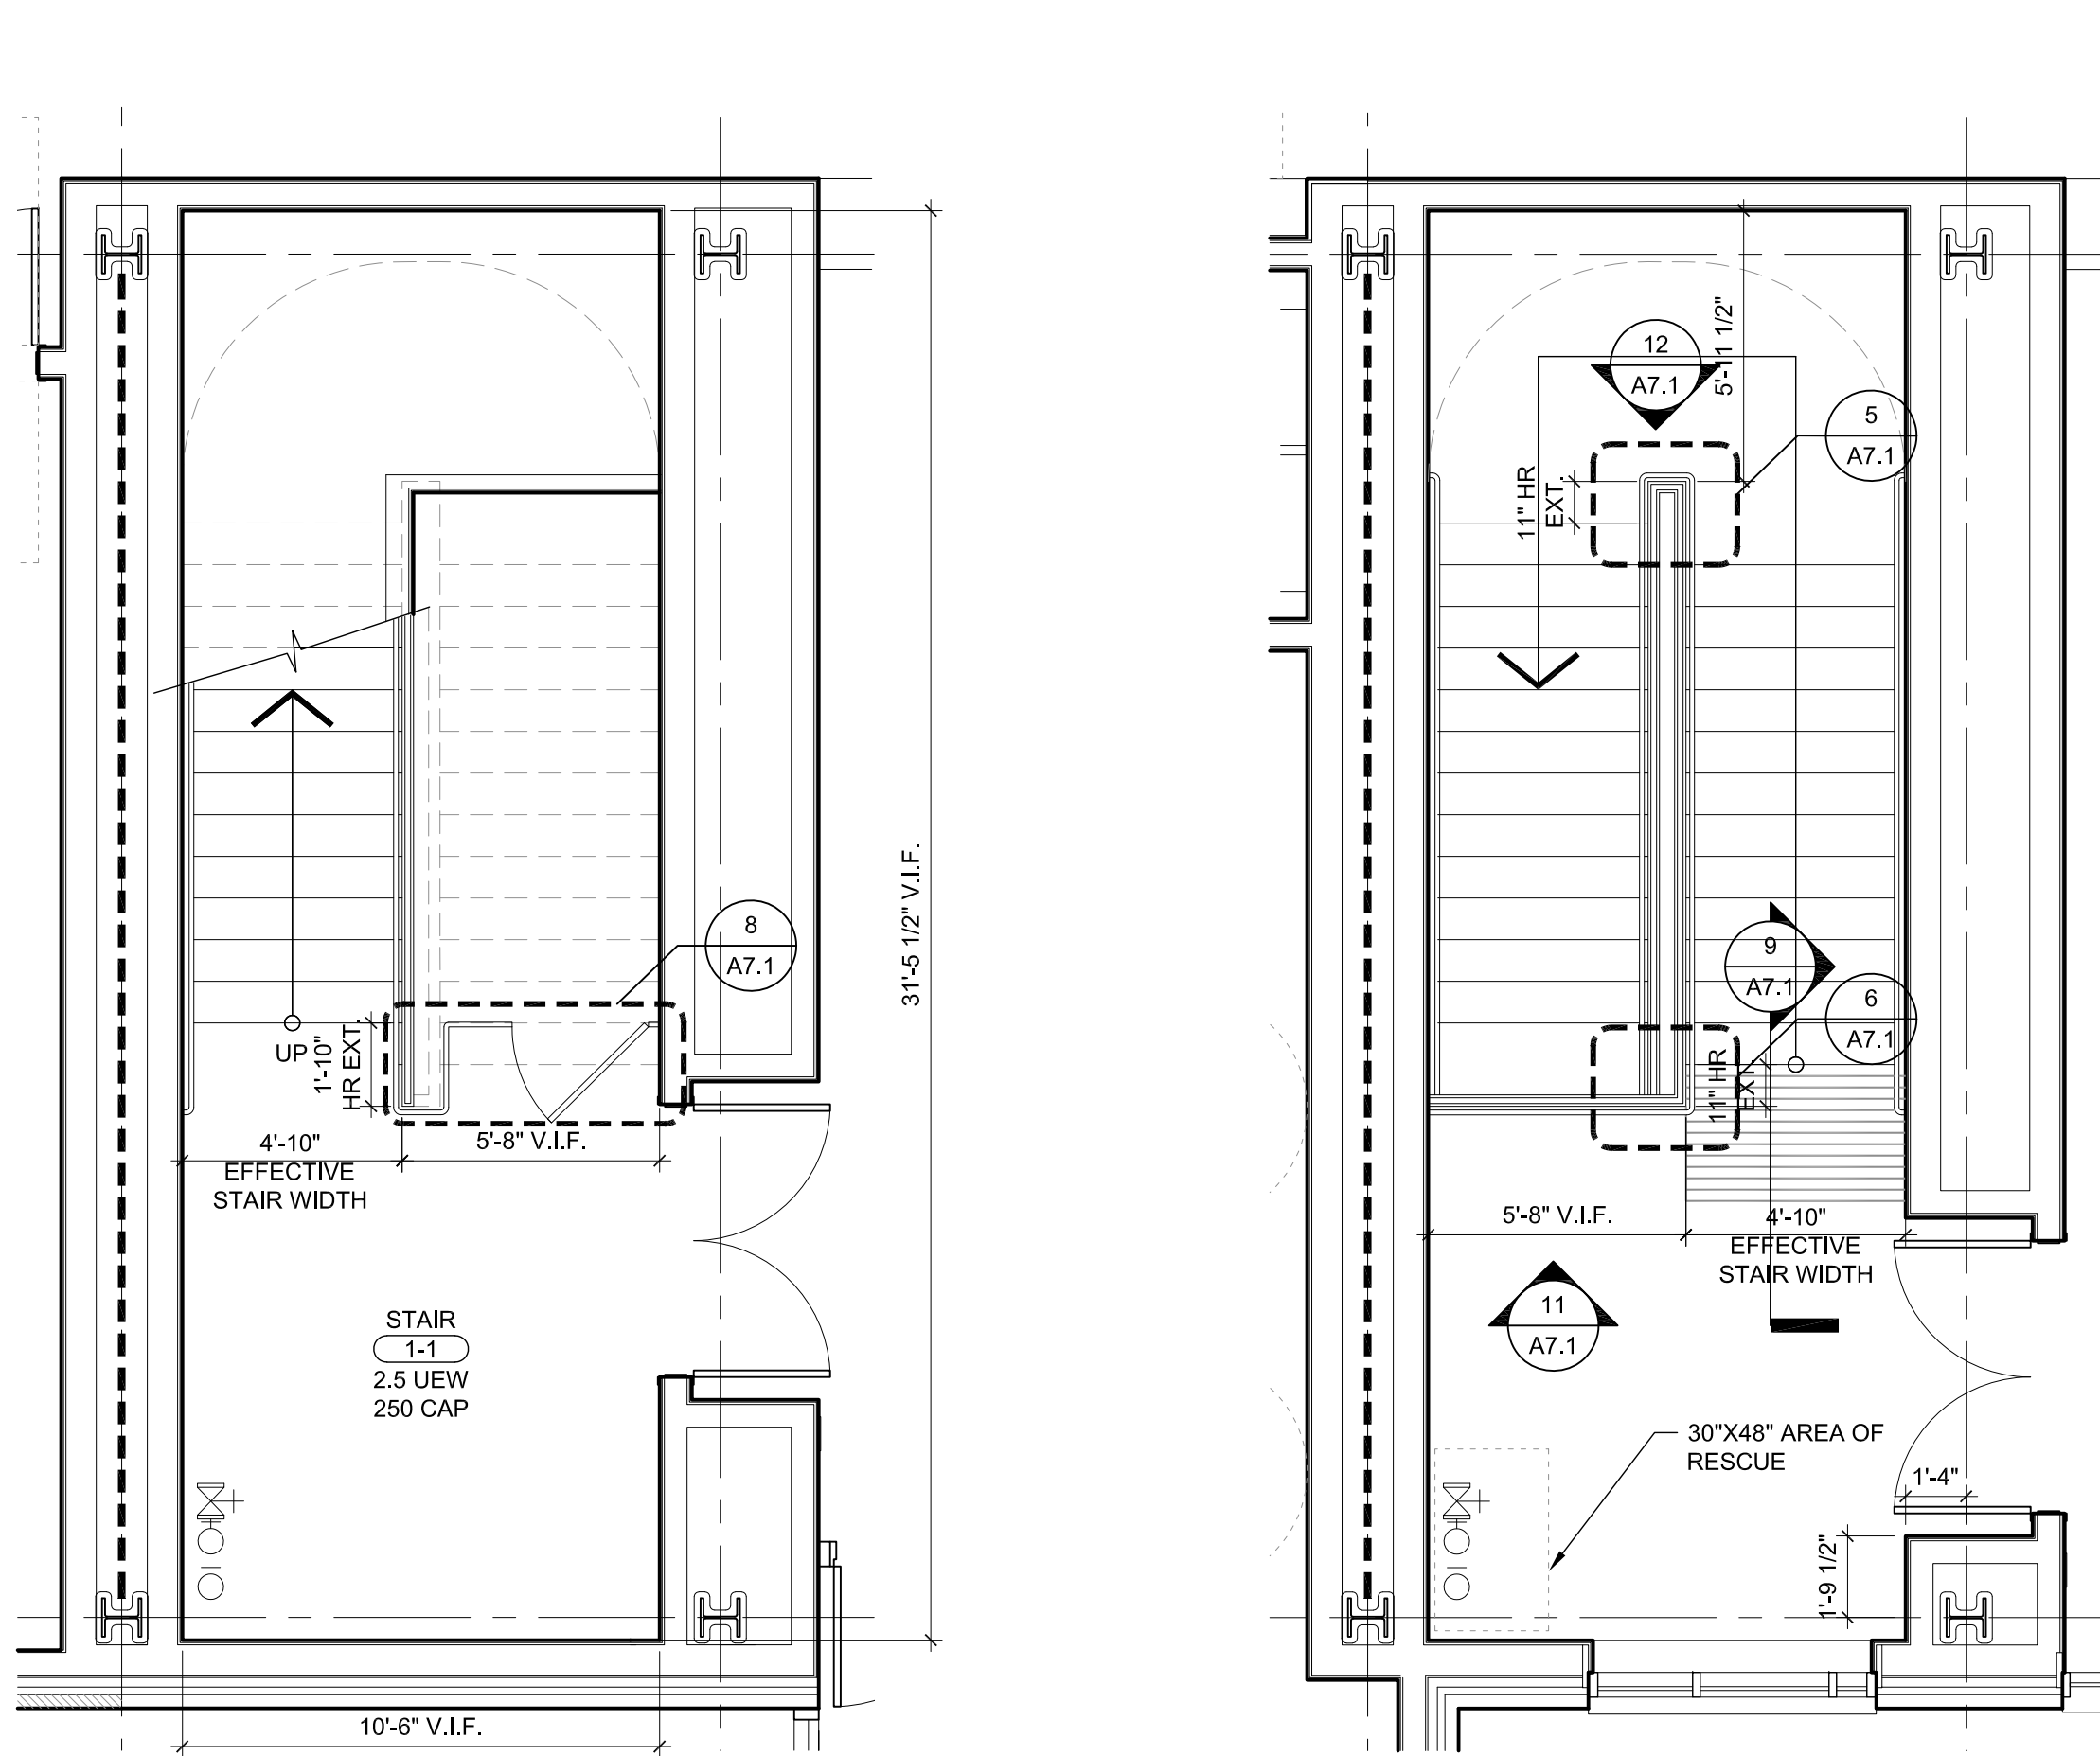 8
A7.1
31'-5 1/2" V.I.F.
UP
1'-10"
HR EXT.
4'-10"
EFFECTIVE
STAIR WIDTH
5'-8" V.I.F.
STAIR
1-1
2.5 UEW
250 CAP
10'-6" V.I.F.
12
A7.1
5'-11 1/2"
5
A7.1
11" HR
EXT.
9
A7.1
6
A7.1
11" HR
EXT.
5'-8" V.I.F.
4'-10"
EFFECTIVE
STAIR WIDTH
11
A7.1
30"X48" AREA OF
RESCUE
1'-4"
1'-9 1/2"